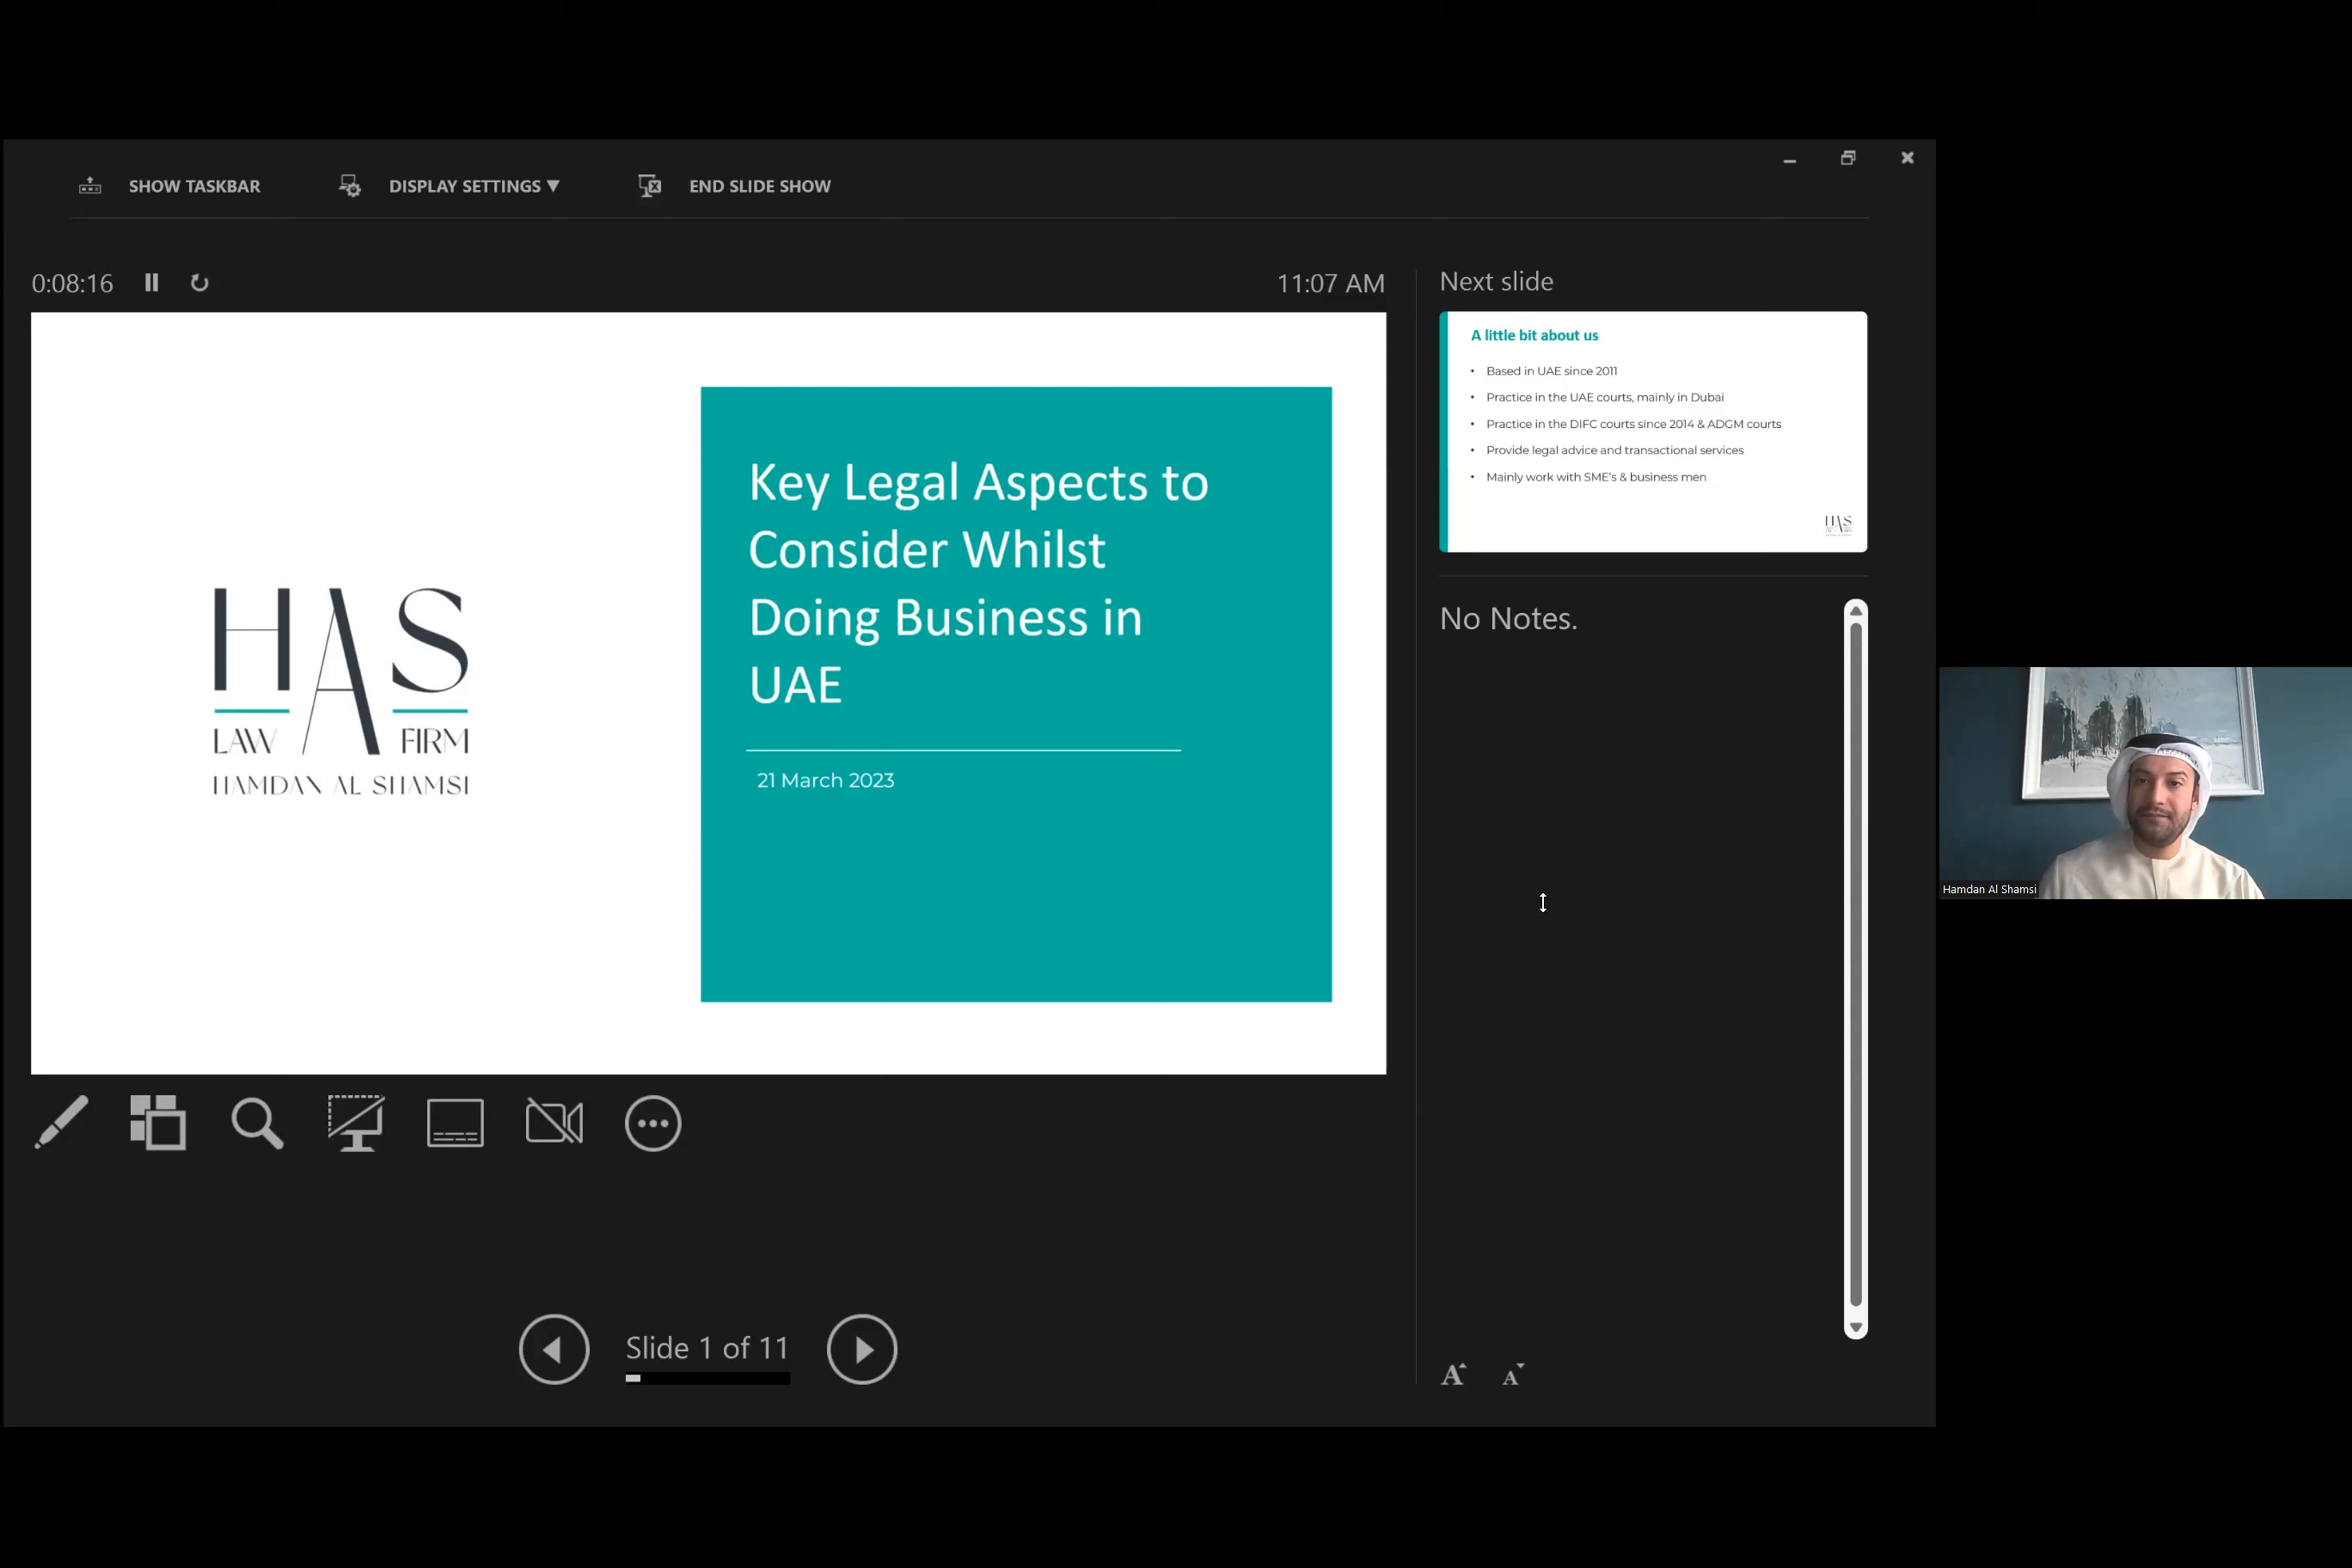 SHOW TASKBAR
DISPLAY SETTINGS ▼
END SLIDE SHOW
0:08:16
11:07 AM
HAS
LAW FIRM
HAMDAN AL SHAMSI
Key Legal Aspects to
Consider Whilst
Doing Business in
UAE
21 March 2023
Next slide
A little bit about us
• Based in UAE since 2011
• Practice in the UAE courts, mainly in Dubai
• Practice in the DIFC courts since 2014 & ADGM courts
• Provide legal advice and transactional services
• Mainly work with SME's & business men
HAS
No Notes.
Hamdan Al Shamsi
Slide 1 of 11
A A